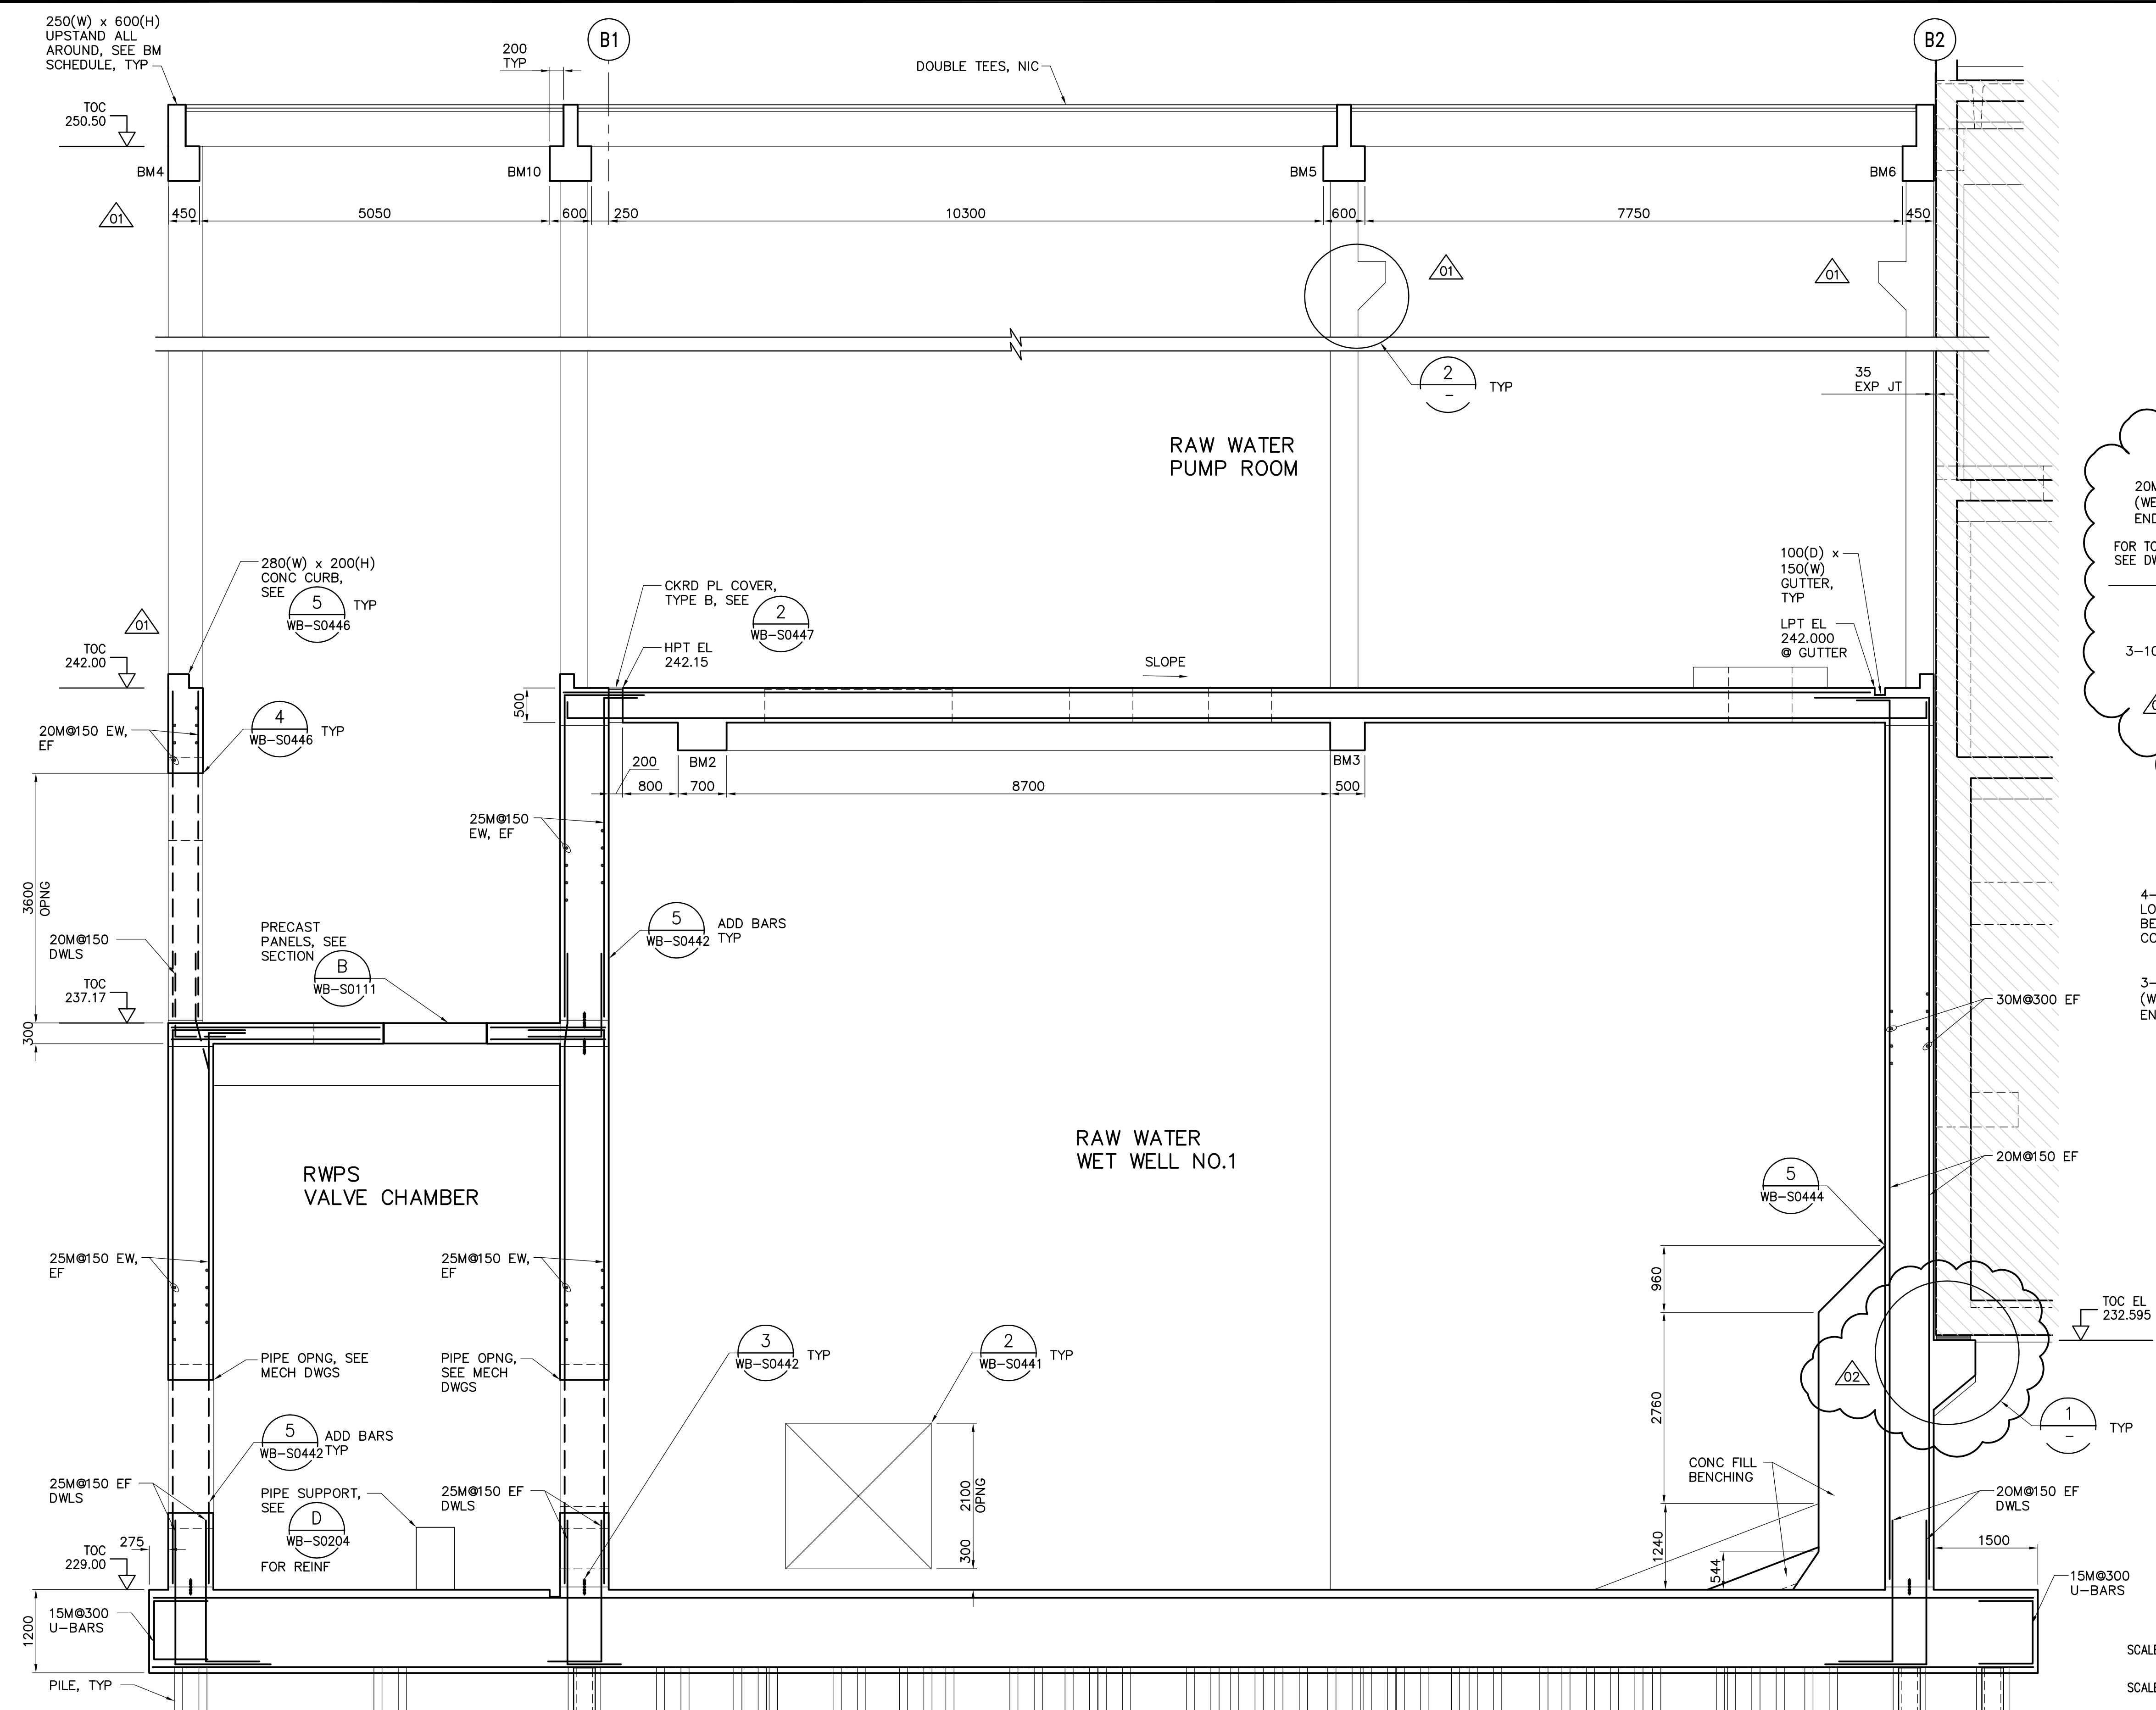 250(W) x 600(H)
UPSTAND ALL
AROUND, SEE BM
SCHEDULE, TYP
200
TYP
B1
DOUBLE TEES, NIC
B2
TOC
250.50
BM4
BM10
BM5
BM6
01
450
5050
600
250
10300
600
7750
450
01
01
2
–
TYP
35
EXP JT
RAW WATER
PUMP ROOM
280(W) x 200(H)
CONC CURB,
SEE
5
WB-S0446
TYP
01
TOC
242.00
CKRD PL COVER,
TYPE B, SEE
2
WB-S0447
HPT EL
242.15
SLOPE
100(D) x
150(W)
GUTTER,
TYP
LPT EL
242.000
@ GUTTER
FOR TO
SEE DW
3-10
500
20M@150 EW,
EF
4
WB-S0446
TYP
200
BM2
BM3
800
700
8700
500
25M@150
EW, EF
3600
OPNG
5
WB-S0442
ADD BARS
TYP
20M@150
DWLS
PRECAST
PANELS, SEE
SECTION
B
WB-S0111
TOC
237.17
300
30M@300 EF
RAW WATER
WET WELL NO.1
RWPS
VALVE CHAMBER
20M@150 EF
5
WB-S0444
25M@150 EW,
EF
25M@150 EW,
EF
960
TOC EL
232.595
PIPE OPNG, SEE
MECH DWGS
PIPE OPNG,
SEE MECH
DWGS
3
WB-S0442
TYP
2
WB-S0441
TYP
02
2760
1
–
TYP
5
WB-S0442
ADD BARS
TYP
CONC FILL
BENCHING
25M@150 EF
DWLS
PIPE SUPPORT,
SEE
D
WB-S0204
FOR REINF
25M@150 EF
DWLS
2100
OPNG
300
1240
544
20M@150 EF
DWLS
275
TOC
229.00
1500
15M@300
U-BARS
1200
15M@300
U-BARS
PILE, TYP